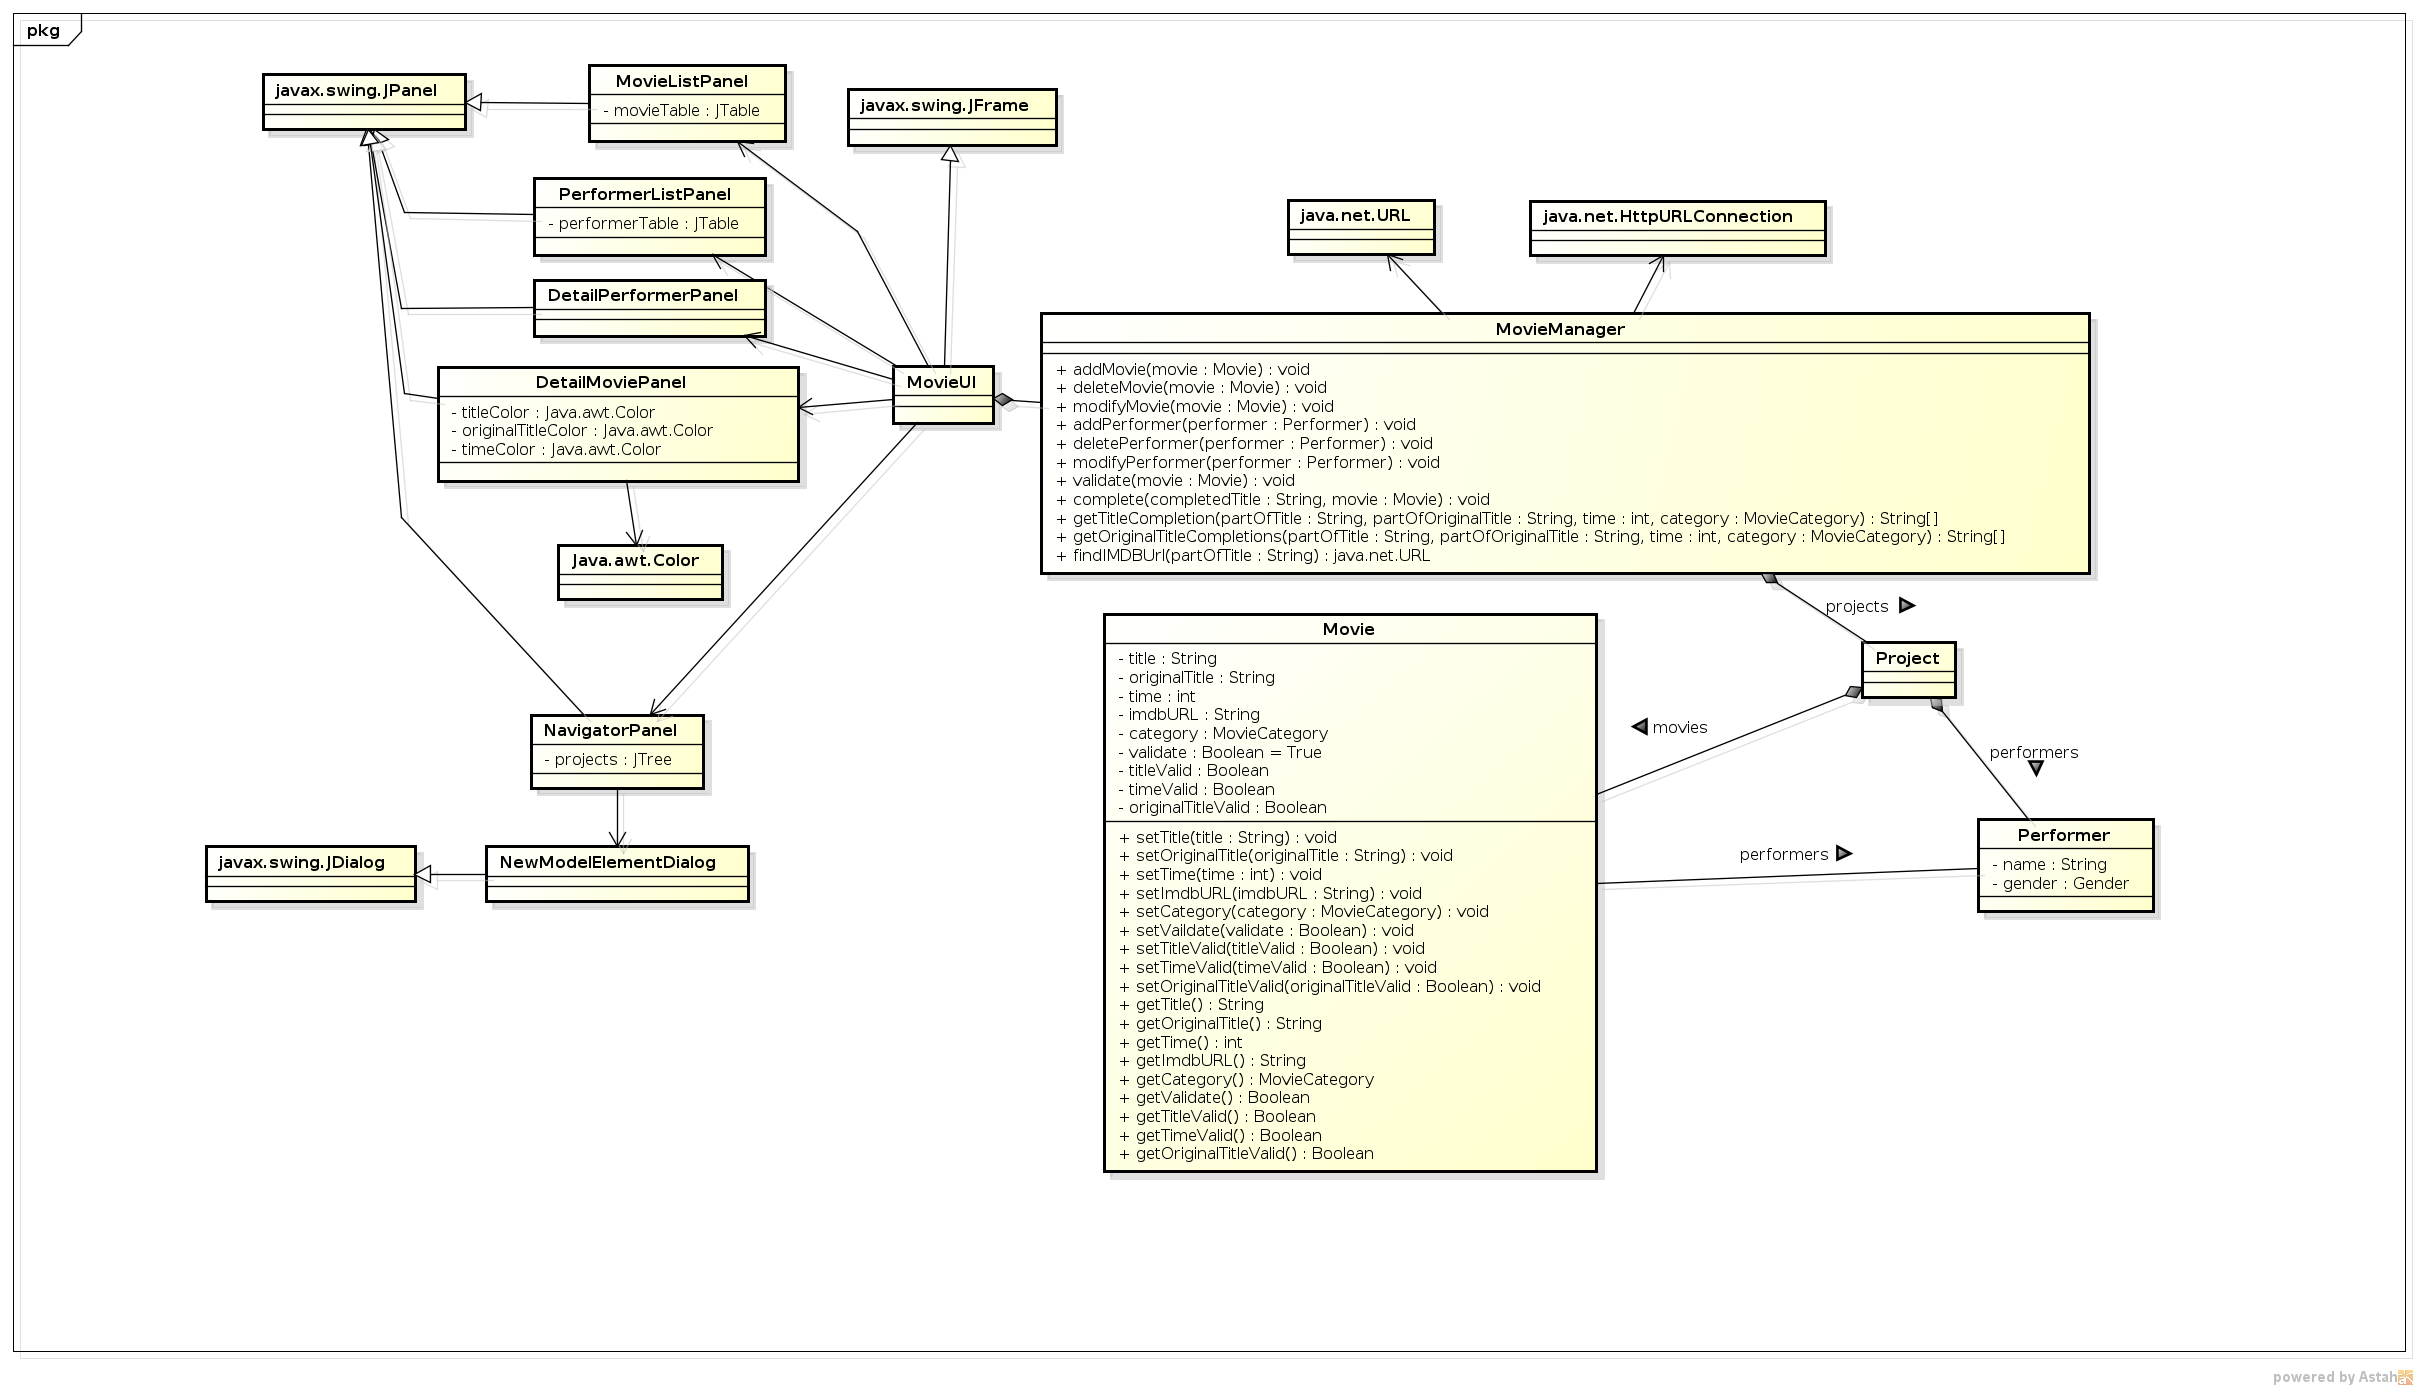 pkg
javax.swing.JPanel
MovieListPanel
- movieTable : JTable
javax.swing.JFrame
PerformerListPanel
- performerTable : JTable
java.net.URL
java.net.HttpURLConnection
DetailPerformerPanel
DetailMoviePanel
- titleColor : Java.awt.Color
- originalTitleColor : Java.awt.Color
- timeColor : Java.awt.Color
MovieUI
MovieManager
+ addMovie(movie : Movie) : void
+ deleteMovie(movie : Movie) : void
+ modifyMovie(movie : Movie) : void
+ addPerformer(performer : Performer) : void
+ deletePerformer(performer : Performer) : void
+ modifyPerformer(performer : Performer) : void
+ validate(movie : Movie) : void
+ complete(completedTitle : String, movie : Movie) : void
+ getTitleCompletion(partOfTitle : String, partOfOriginalTitle : String, time : int, category : MovieCategory) : String[]
+ getOriginalTitleCompletions(partOfTitle : String, partOfOriginalTitle : String, time : int, category : MovieCategory) : String[]
+ findIMDBUrl(partOfTitle : String) : java.net.URL
Java.awt.Color
projects
Project
Movie
- title : String
- originalTitle : String
- time : int
- imdbURL : String
- category : MovieCategory
- validate : Boolean = True
- titleValid : Boolean
- timeValid : Boolean
- originalTitleValid : Boolean
+ setTitle(title : String) : void
+ setOriginalTitle(originalTitle : String) : void
+ setTime(time : int) : void
+ setImdbURL(imdbURL : String) : void
+ setCategory(category : MovieCategory) : void
+ setVaildate(validate : Boolean) : void
+ setTitleValid(titleValid : Boolean) : void
+ setTimeValid(timeValid : Boolean) : void
+ setOriginalTitleValid(originalTitleValid : Boolean) : void
+ getTitle() : String
+ getOriginalTitle() : String
+ getTime() : int
+ getImdbURL() : String
+ getCategory() : MovieCategory
+ getValidate() : Boolean
+ getTitleValid() : Boolean
+ getTimeValid() : Boolean
+ getOriginalTitleValid() : Boolean
movies
performers
performers
Performer
- name : String
- gender : Gender
NavigatorPanel
- projects : JTree
javax.swing.JDialog
NewModelElementDialog
powered by Astah